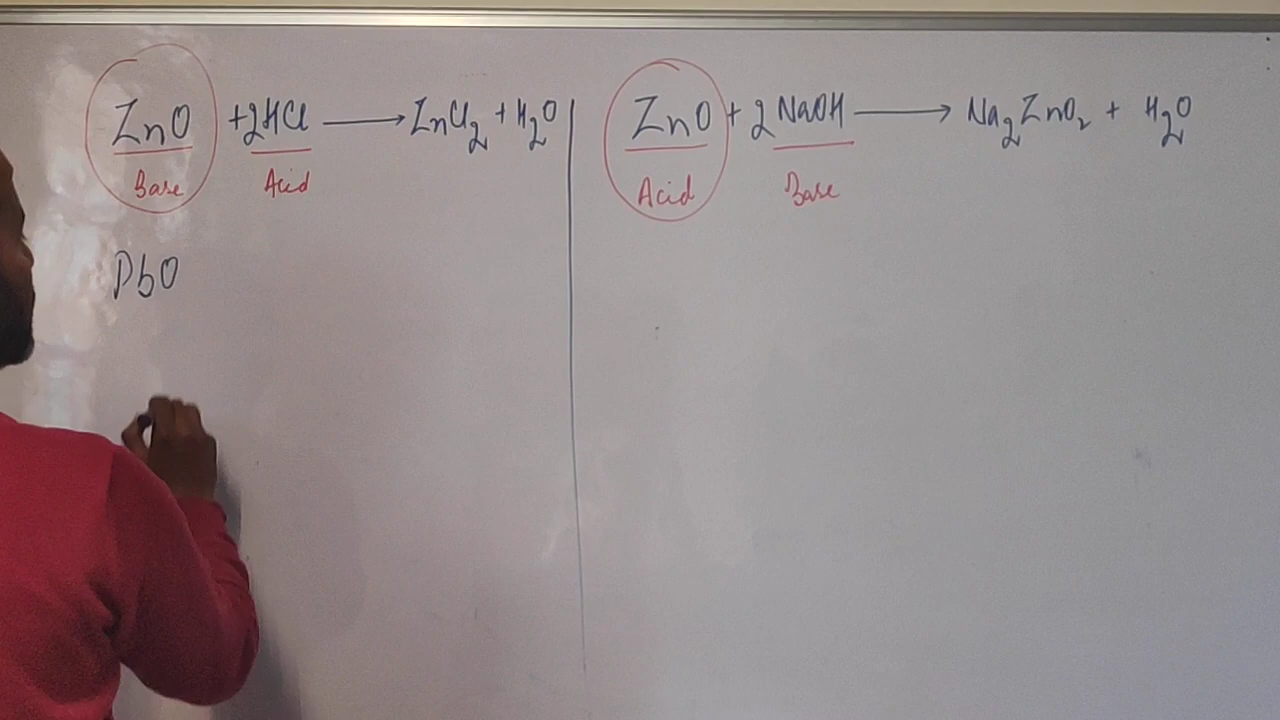 ZnO + 2HCl ⟶ ZnCl₂ + H₂O
Base Acid
PbO
ZnO + 2NaOH ⟶ Na₂ZnO₂ + H₂O
Acid Base